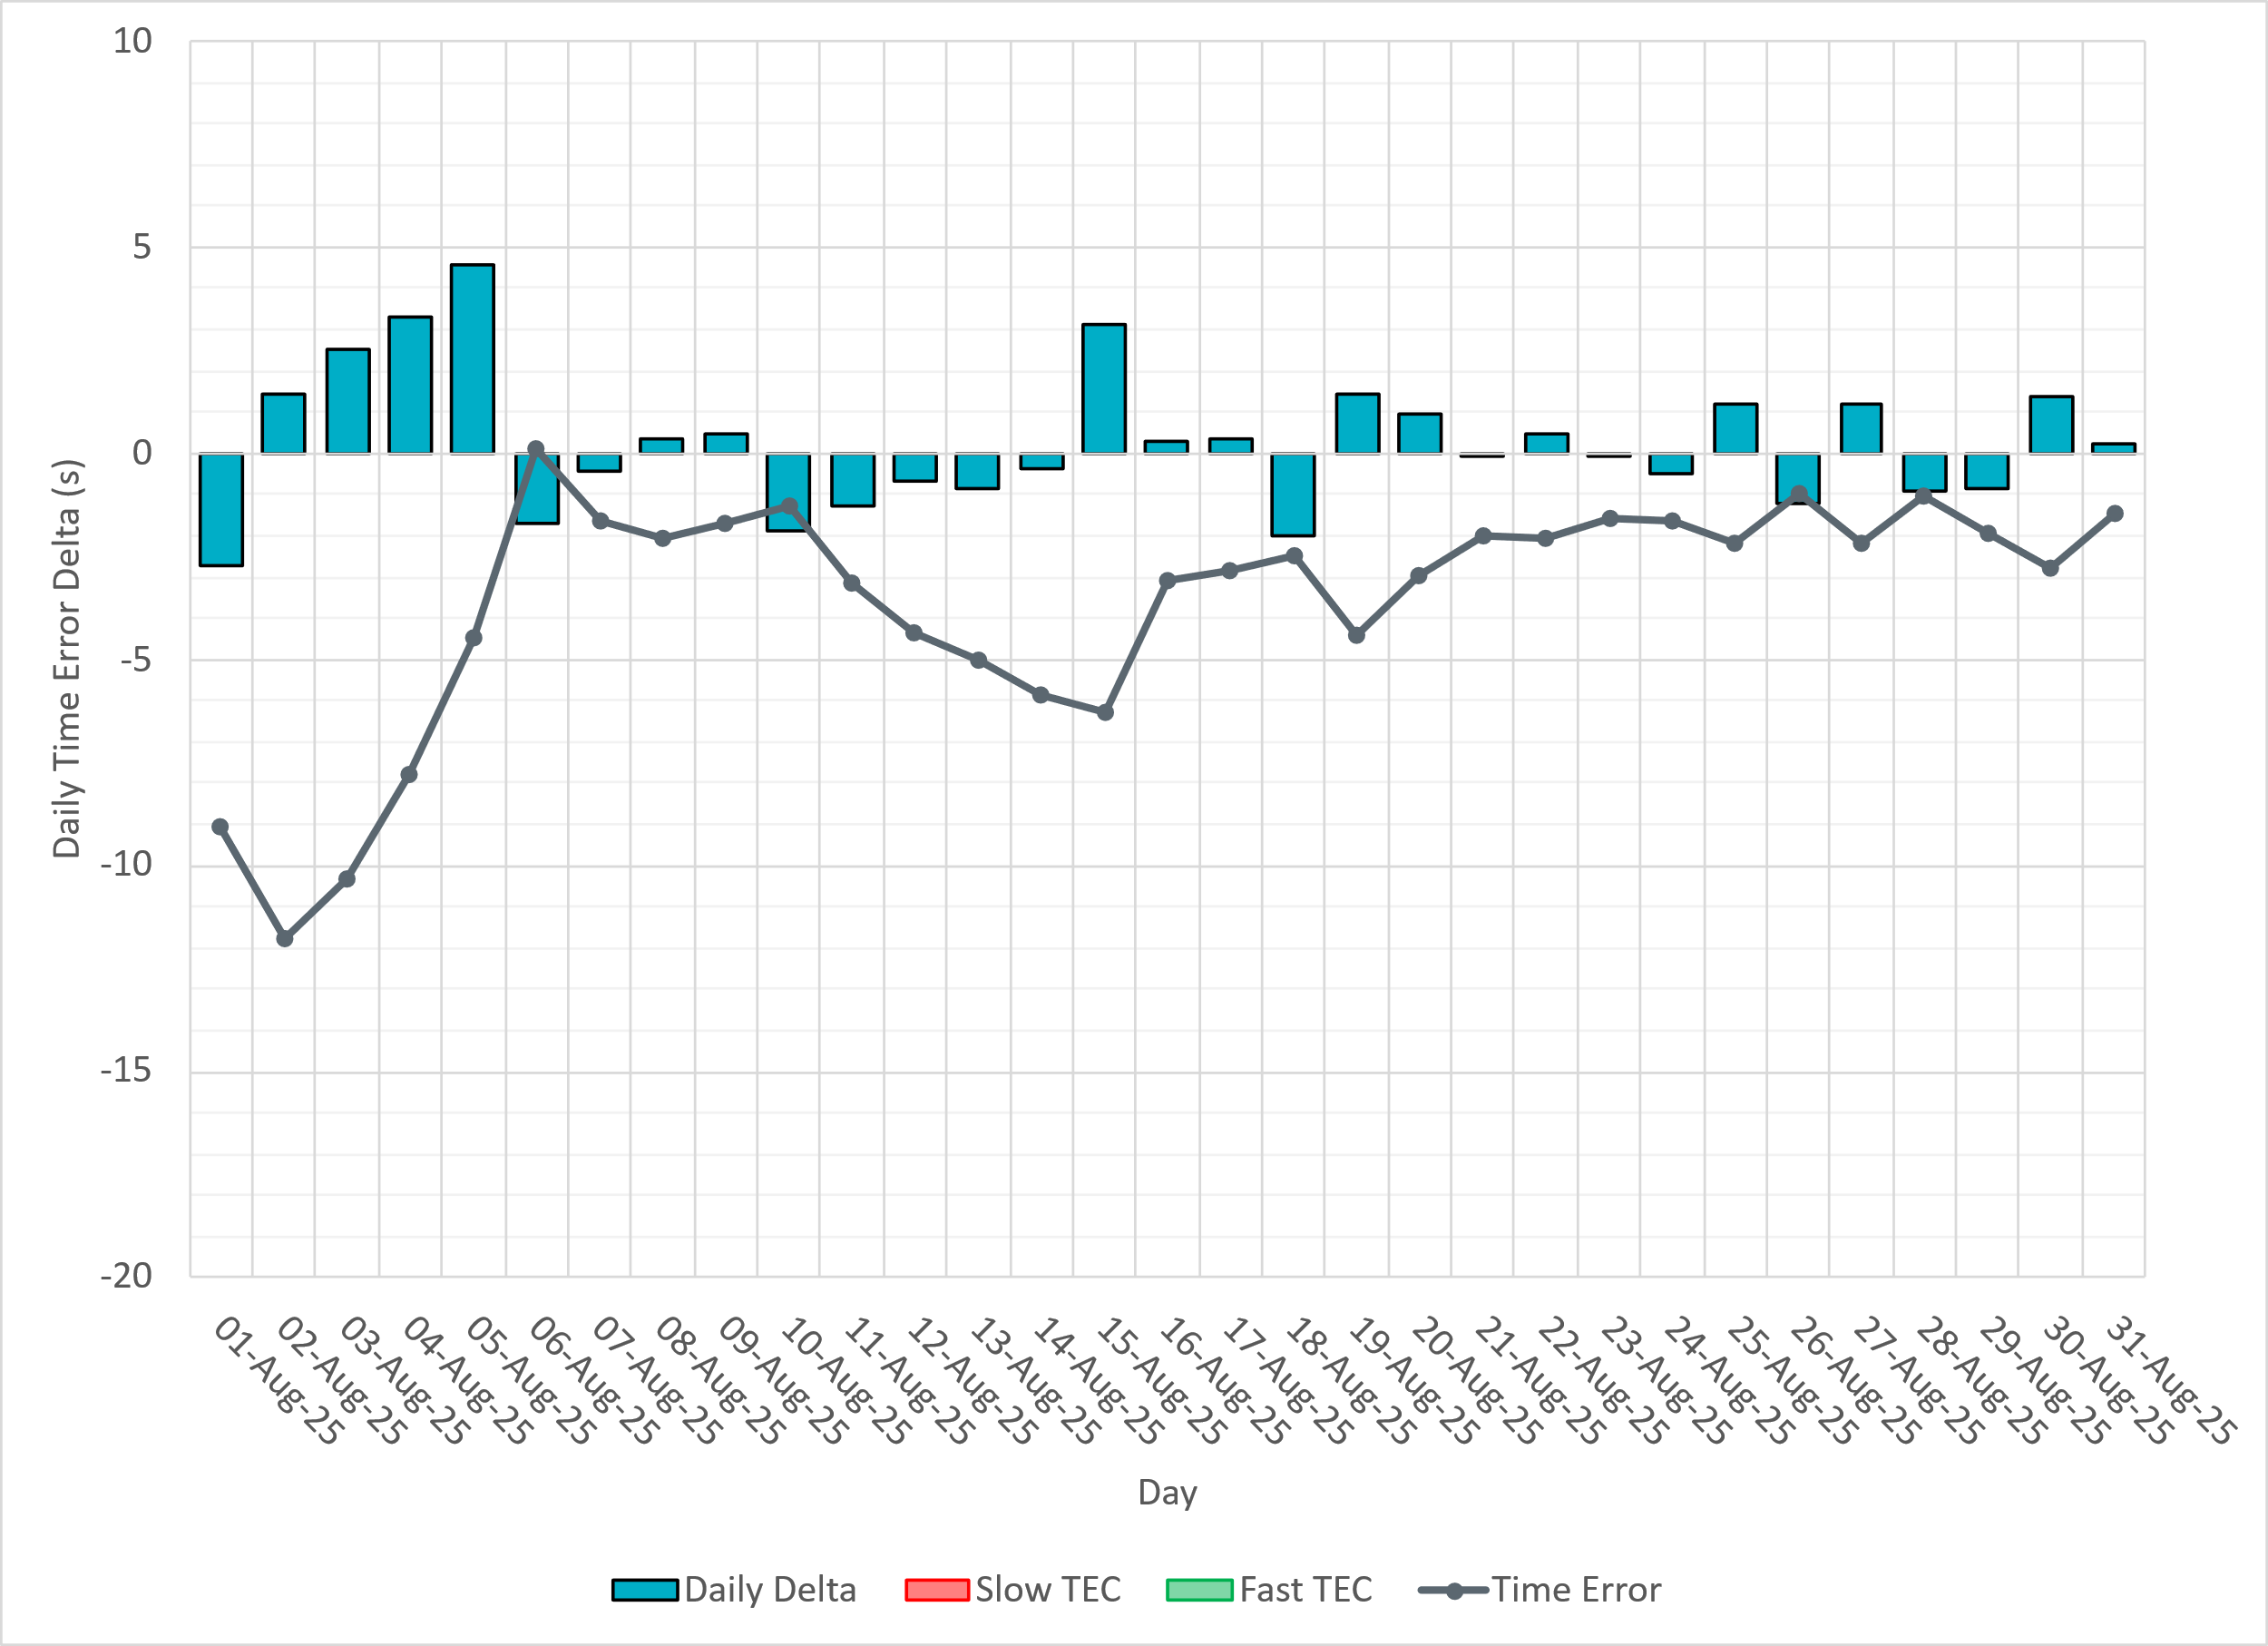 10
5
0
-5
-10
-15
-20
Daily Time Error Delta (s)
01-Aug-25
02-Aug-25
03-Aug-25
04-Aug-25
05-Aug-25
06-Aug-25
07-Aug-25
08-Aug-25
09-Aug-25
10-Aug-25
11-Aug-25
12-Aug-25
13-Aug-25
14-Aug-25
15-Aug-25
16-Aug-25
17-Aug-25
18-Aug-25
19-Aug-25
20-Aug-25
21-Aug-25
22-Aug-25
23-Aug-25
24-Aug-25
25-Aug-25
26-Aug-25
27-Aug-25
28-Aug-25
29-Aug-25
30-Aug-25
31-Aug-25
Day
Daily Delta Slow TEC Fast TEC Time Error